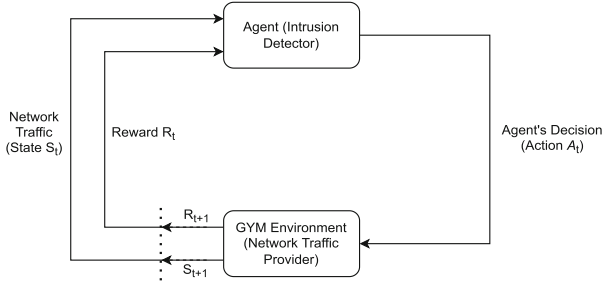 Agent (Intrusion
Detector)
Network
Traffic
(State St)
Reward Rt
Agent's Decision
(Action At)
Rt+1
GYM Environment
(Network Traffic
Provider)
St+1